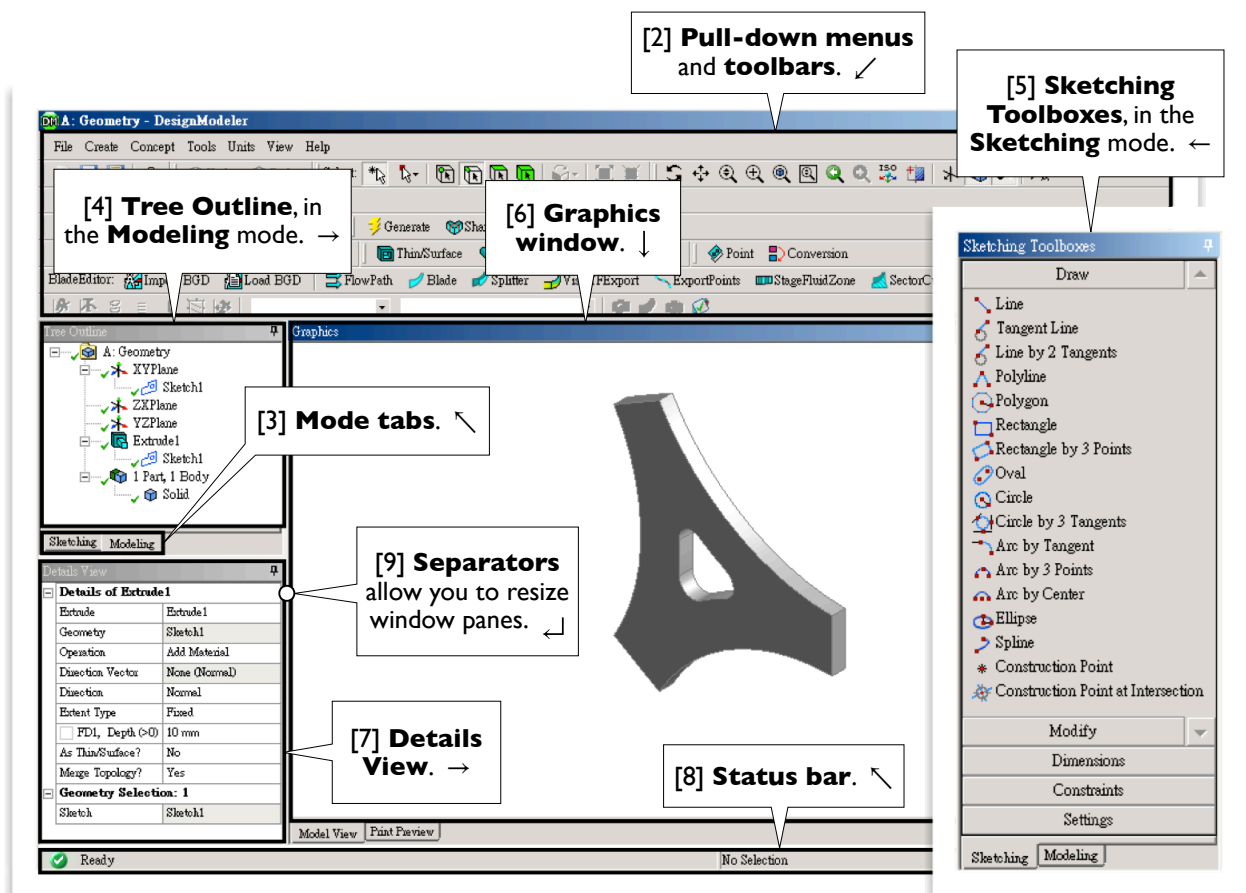 [2] Pull-down menus
and toolbars. ↙
[5] Sketching
Toolboxes, in the
Sketching mode. ←
A: Geometry - DesignModeler
File Create Concept Tools Units View Help
[4] Tree Outline, in
the Modeling mode. →
[6] Graphics
window. ↓
Generate
Thin/Surface
Point Conversion
BladeEditor: BGD Load BGD FlowPath Blade Splitter ExportPoints StageFluidZone
Tree Outline
A: Geometry
XYPlane
Sketch1
ZXPlane
YZPlane
Extrude1
Sketch1
1 Part, 1 Body
Solid
Sketching Modeling
Graphics
[3] Mode tabs. ↖
[9] Separators
allow you to resize
window panes. ↵
Details View
Details of Extrude1
Extrude Extrude1
Geometry Sketch1
Operation Add Material
Direction Vector None (Normal)
Direction Normal
Extent Type Fixed
FD1, Depth (>0) 10 mm
As Thin/Surface? No
Merge Topology? Yes
Geometry Selection: 1
Sketch Sketch1
[7] Details
View. →
[8] Status bar. ↖
Model View Print Preview
Ready No Selection
Sketching Toolboxes
Draw
Line
Tangent Line
Line by 2 Tangents
Polyline
Polygon
Rectangle
Rectangle by 3 Points
Oval
Circle
Circle by 3 Tangents
Arc by Tangent
Arc by 3 Points
Arc by Center
Ellipse
Spline
Construction Point
Construction Point at Intersection
Modify
Dimensions
Constraints
Settings
Sketching Modeling